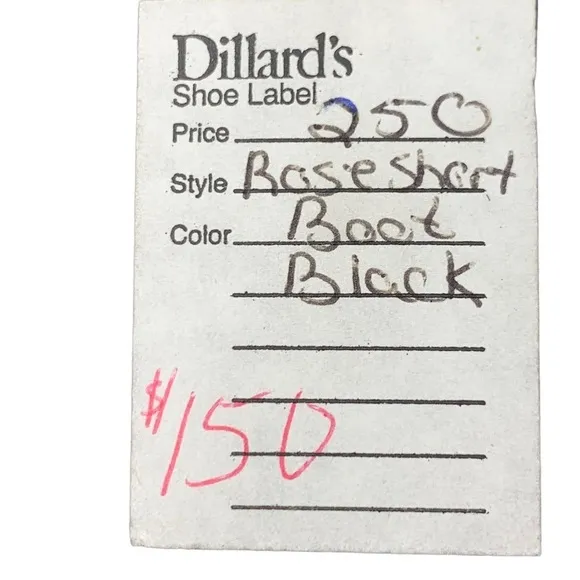 Dillard's
Shoe Label
Price 250
Style Rose short
Color Boot
Black
$150